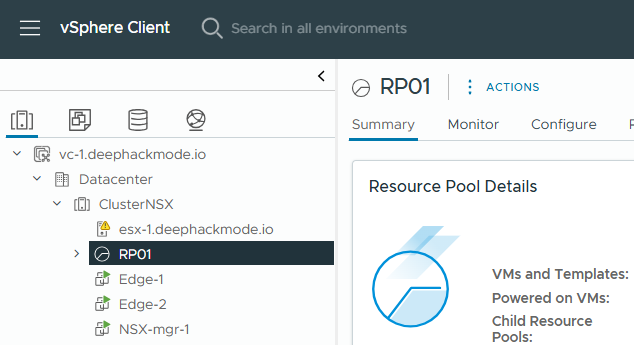 vSphere Client
Search in all environments
RP01
ACTIONS
Summary Monitor Configure
vc-1.deephackmode.io
Datacenter
ClusterNSX
esx-1.deephackmode.io
RP01
Edge-1
Edge-2
NSX-mgr-1
Resource Pool Details
VMs and Templates:
Powered on VMs:
Child Resource
Pools: